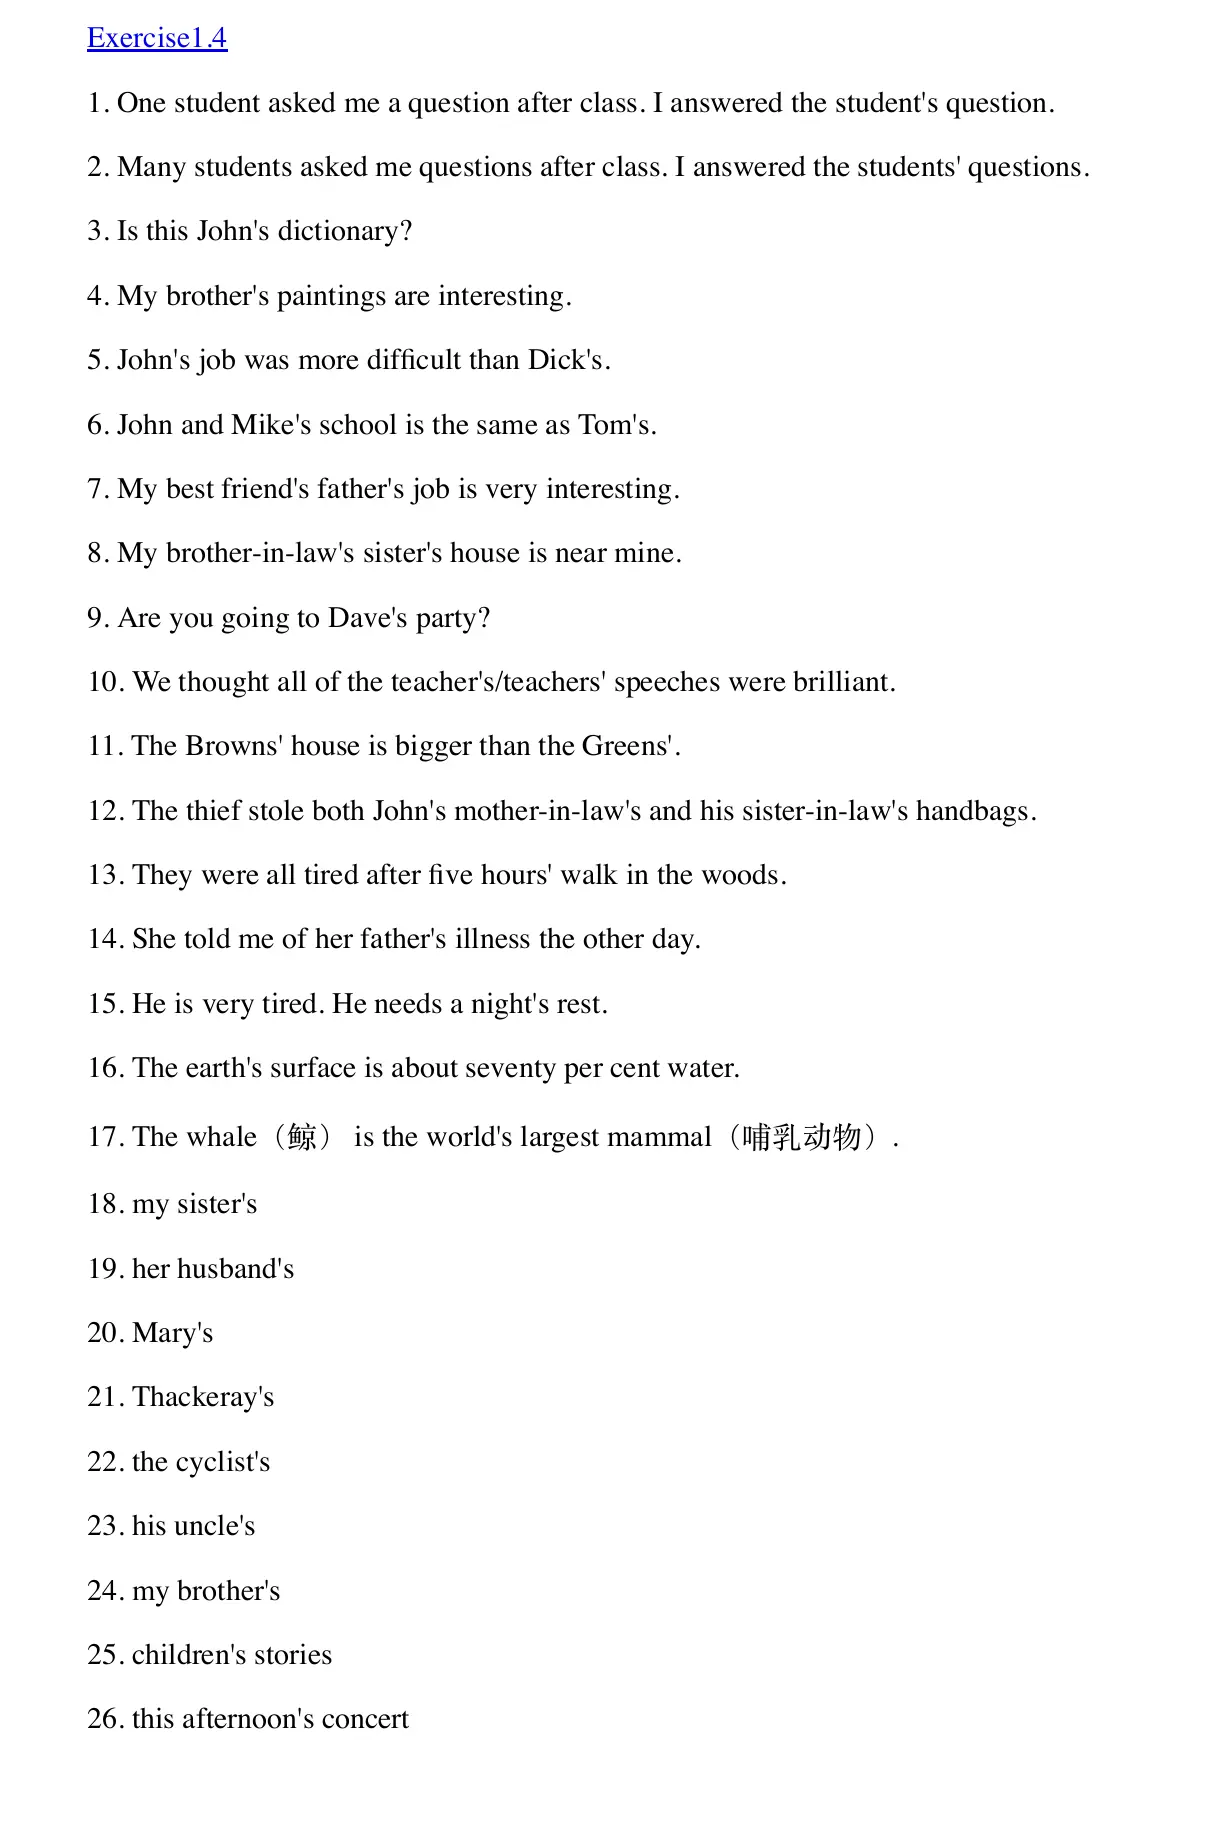 Exercise1.4
1. One student asked me a question after class. I answered the student's question.
2. Many students asked me questions after class. I answered the students' questions.
3. Is this John's dictionary?
4. My brother's paintings are interesting.
5. John's job was more difficult than Dick's.
6. John and Mike's school is the same as Tom's.
7. My best friend's father's job is very interesting.
8. My brother-in-law's sister's house is near mine.
9. Are you going to Dave's party?
10. We thought all of the teacher's/teachers' speeches were brilliant.
11. The Browns' house is bigger than the Greens'.
12. The thief stole both John's mother-in-law's and his sister-in-law's handbags.
13. They were all tired after five hours' walk in the woods.
14. She told me of her father's illness the other day.
15. He is very tired. He needs a night's rest.
16. The earth's surface is about seventy per cent water.
17. The whale（鲸） is the world's largest mammal（哺乳动物）.
18. my sister's
19. her husband's
20. Mary's
21. Thackeray's
22. the cyclist's
23. his uncle's
24. my brother's
25. children's stories
26. this afternoon's concert